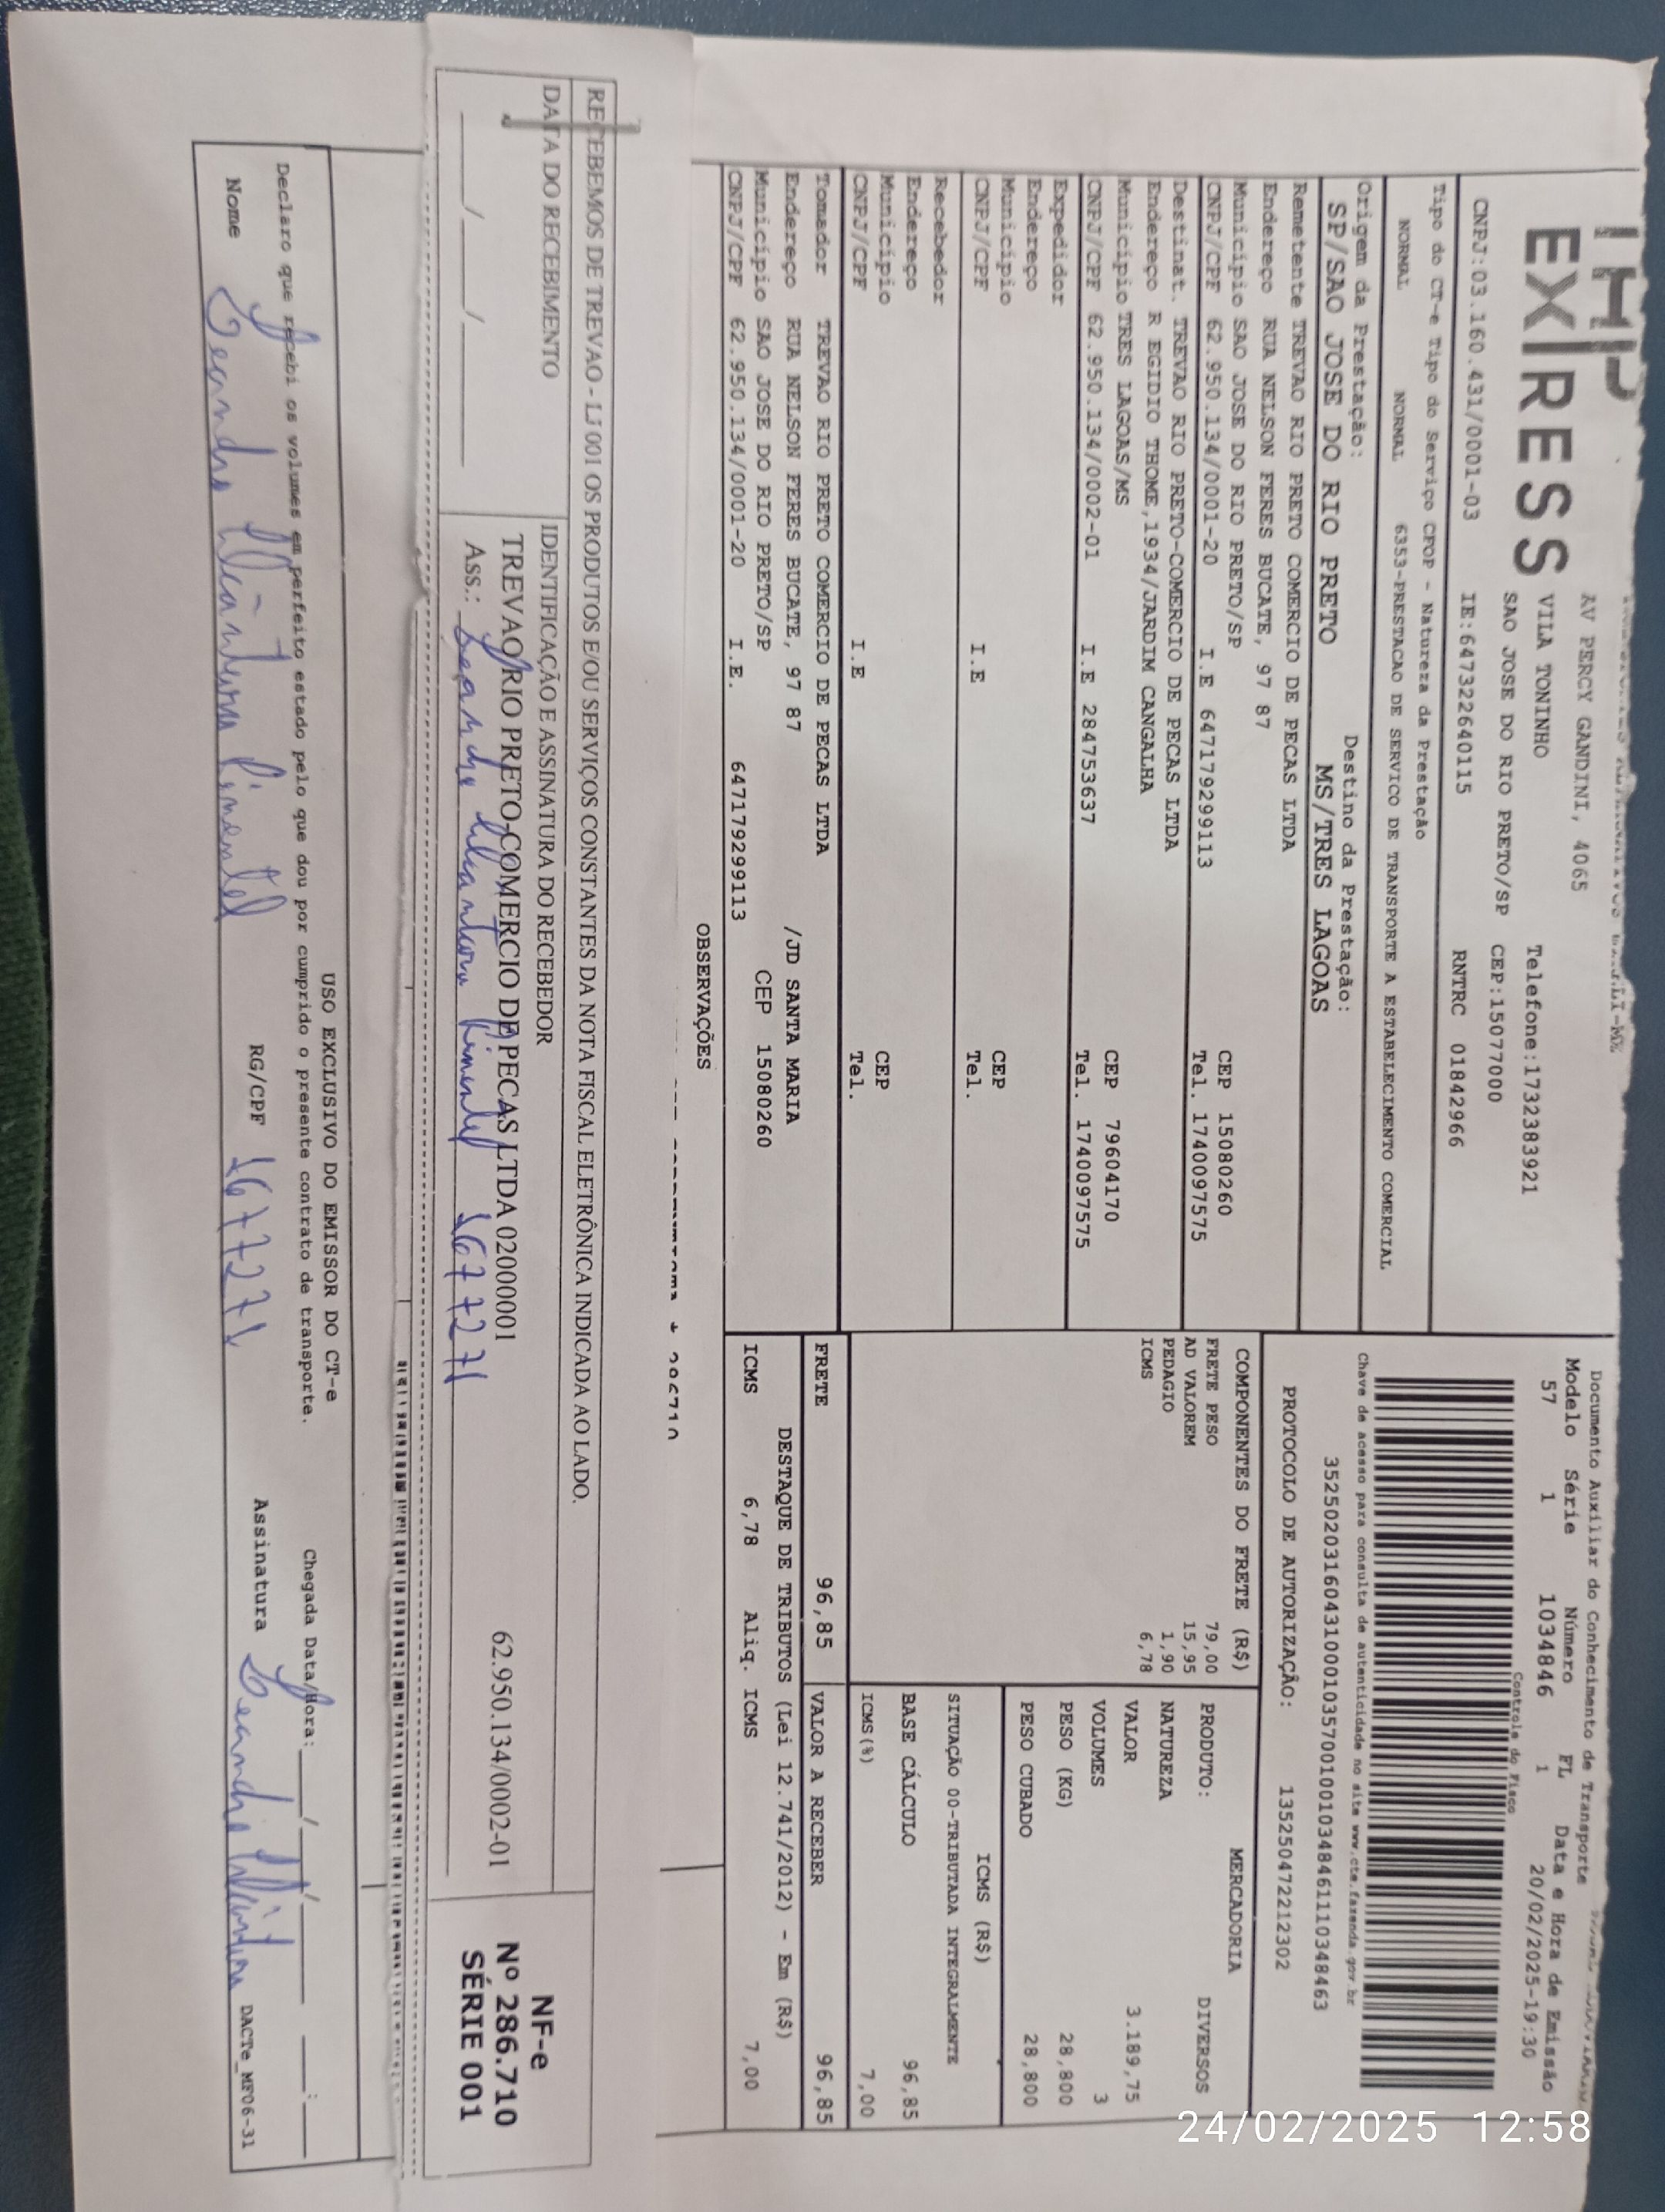 EXPRESS
AV PERCY GANDINI, 4065
VILA TONINHO
SAO JOSE DO RIO PRETO/SP
Telefone:1732383921
CEP:15077000
CNPJ:03.160.431/0001-03 IE:647322640115 RNTRC 01842966
Tipo do CT-e Tipo do Serviço CFOP - Natureza da Prestação
NORMAL NORMAL 6353-PRESTACAO DE SERVICO DE TRANSPORTE A ESTABELECIMENTO COMERCIAL
Origem da Prestação: Destino da Prestação:
SP/SAO JOSE DO RIO PRETO MS/TRES LAGOAS
Remetente TREVAO RIO PRETO COMERCIO DE PECAS LTDA
Endereço RUA NELSON FERES BUCATE, 97 87
Município SAO JOSE DO RIO PRETO/SP CEP 15080260
CNPJ/CPF 62.950.134/0001-20 I.E 647179299113 Tel. 1740097575
Destinat. TREVAO RIO PRETO-COMERCIO DE PECAS LTDA
Endereço R EGIDIO THOME,1934/JARDIM CANGALHA
Município TRES LAGOAS/MS CEP 79604170
CNPJ/CPF 62.950.134/0002-01 I.E 284753637 Tel. 1740097575
Expedidor
Endereço
Município CEP
CNPJ/CPF I.E Tel.
Recebedor
Endereço
Município CEP
CNPJ/CPF I.E Tel.
Tomador TREVAO RIO PRETO COMERCIO DE PECAS LTDA
Endereço RUA NELSON FERES BUCATE, 97 87 /JD SANTA MARIA
Município SAO JOSE DO RIO PRETO/SP CEP 15080260
CNPJ/CPF 62.950.134/0001-20 I.E. 647179299113
OBSERVAÇÕES
Documento Auxiliar do Conhecimento de Transporte
Modelo Série Número FL Data e Hora de Emissão
57 1 1034846 1 20/02/2025-19:30
Controle do Fisco
Chave de acesso para consulta de autenticidade no site www.cte.fazenda.gov.br
35250203160431000103570010010348461110348463
PROTOCOLO DE AUTORIZAÇÃO: 135250472212302
COMPONENTES DO FRETE (R$)
FRETE PESO 79,00
AD VALOREM 15,95
PEDAGIO 1,90
ICMS 6,78
MERCADORIA
PRODUTO: DIVERSOS
NATUREZA
VALOR 3.189,75
VOLUMES 3
PESO (KG) 28,800
PESO CUBADO 28,800
ICMS (R$)
SITUAÇÃO 00-TRIBUTADA INTEGRALMENTE
BASE CÁLCULO 96,85
ICMS(%) 7,00
FRETE 96,85 VALOR A RECEBER 96,85
DESTAQUE DE TRIBUTOS (Lei 12.741/2012) - Em (R$)
ICMS 6,78 Aliq. ICMS 7,00
RECEBEMOS DE TREVAO - LJ 001 OS PRODUTOS E/OU SERVIÇOS CONSTANTES DA NOTA FISCAL ELETRÔNICA INDICADA AO LADO.
DATA DO RECEBIMENTO IDENTIFICAÇÃO E ASSINATURA DO RECEBEDOR
TREVAO RIO PRETO-COMERCIO DE PECAS LTDA 02000001 62.950.134/0002-01
___/___/___ Ass.: Leandro Alcantara Pimentel 1677271
NF-e
Nº 286.710
SÉRIE 001
USO EXCLUSIVO DO EMISSOR DO CT-e
Declaro que recebi os volumes em perfeito estado pelo que dou por cumprido o presente contrato de transporte. Chegada Data/Hora: ___/___/___ __:__
Nome Leandro Alcântara Pimentel RG/CPF 1677271 Assinatura Leandro Alcântara
DACTe_MF06-31
24/02/2025 12:58